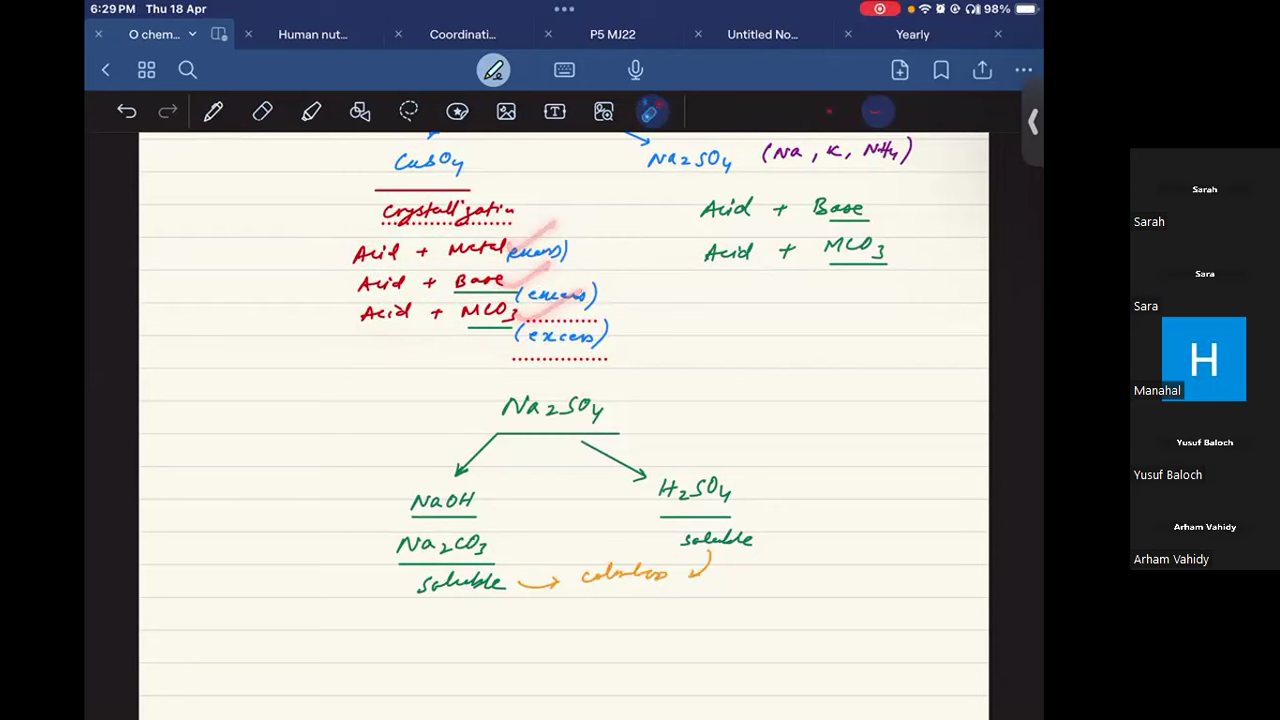 6:29 PM Thu 18 Apr
98%
O chem...
Human nut...
Coordinati...
P5 MJ22
Untitled No...
Yearly
CuSO4
Na2SO4 (Na, K, NH4)
Crystallizatin
Acid + Base
Acid + Metal (excess)
Acid + MCO3
Acid + Base (excess)
Acid + MCO3 (excess)
Na2SO4
NaOH
H2SO4
Na2CO3
soluble
soluble
colorless
Sarah
Sarah
Sara
Sara
H
Manahal
Yusuf Baloch
Yusuf Baloch
Arham Vahidy
Arham Vahidy